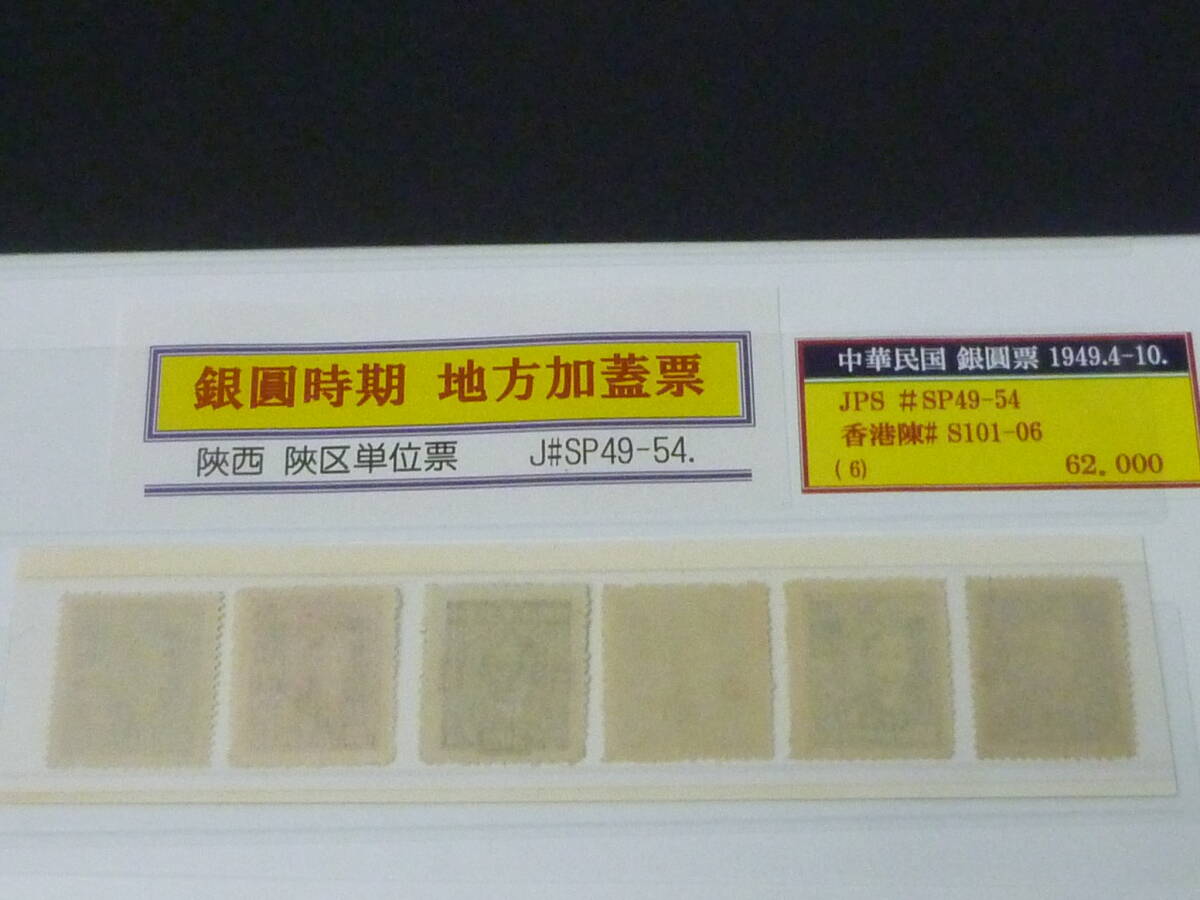 銀圓時期 地方加蓋票
陝西 陝区単位票 J#SP49-54.
中華民国 銀圓票 1949.4-10.
JPS #SP49-54
香港陳# S101-06
(6) 62.000